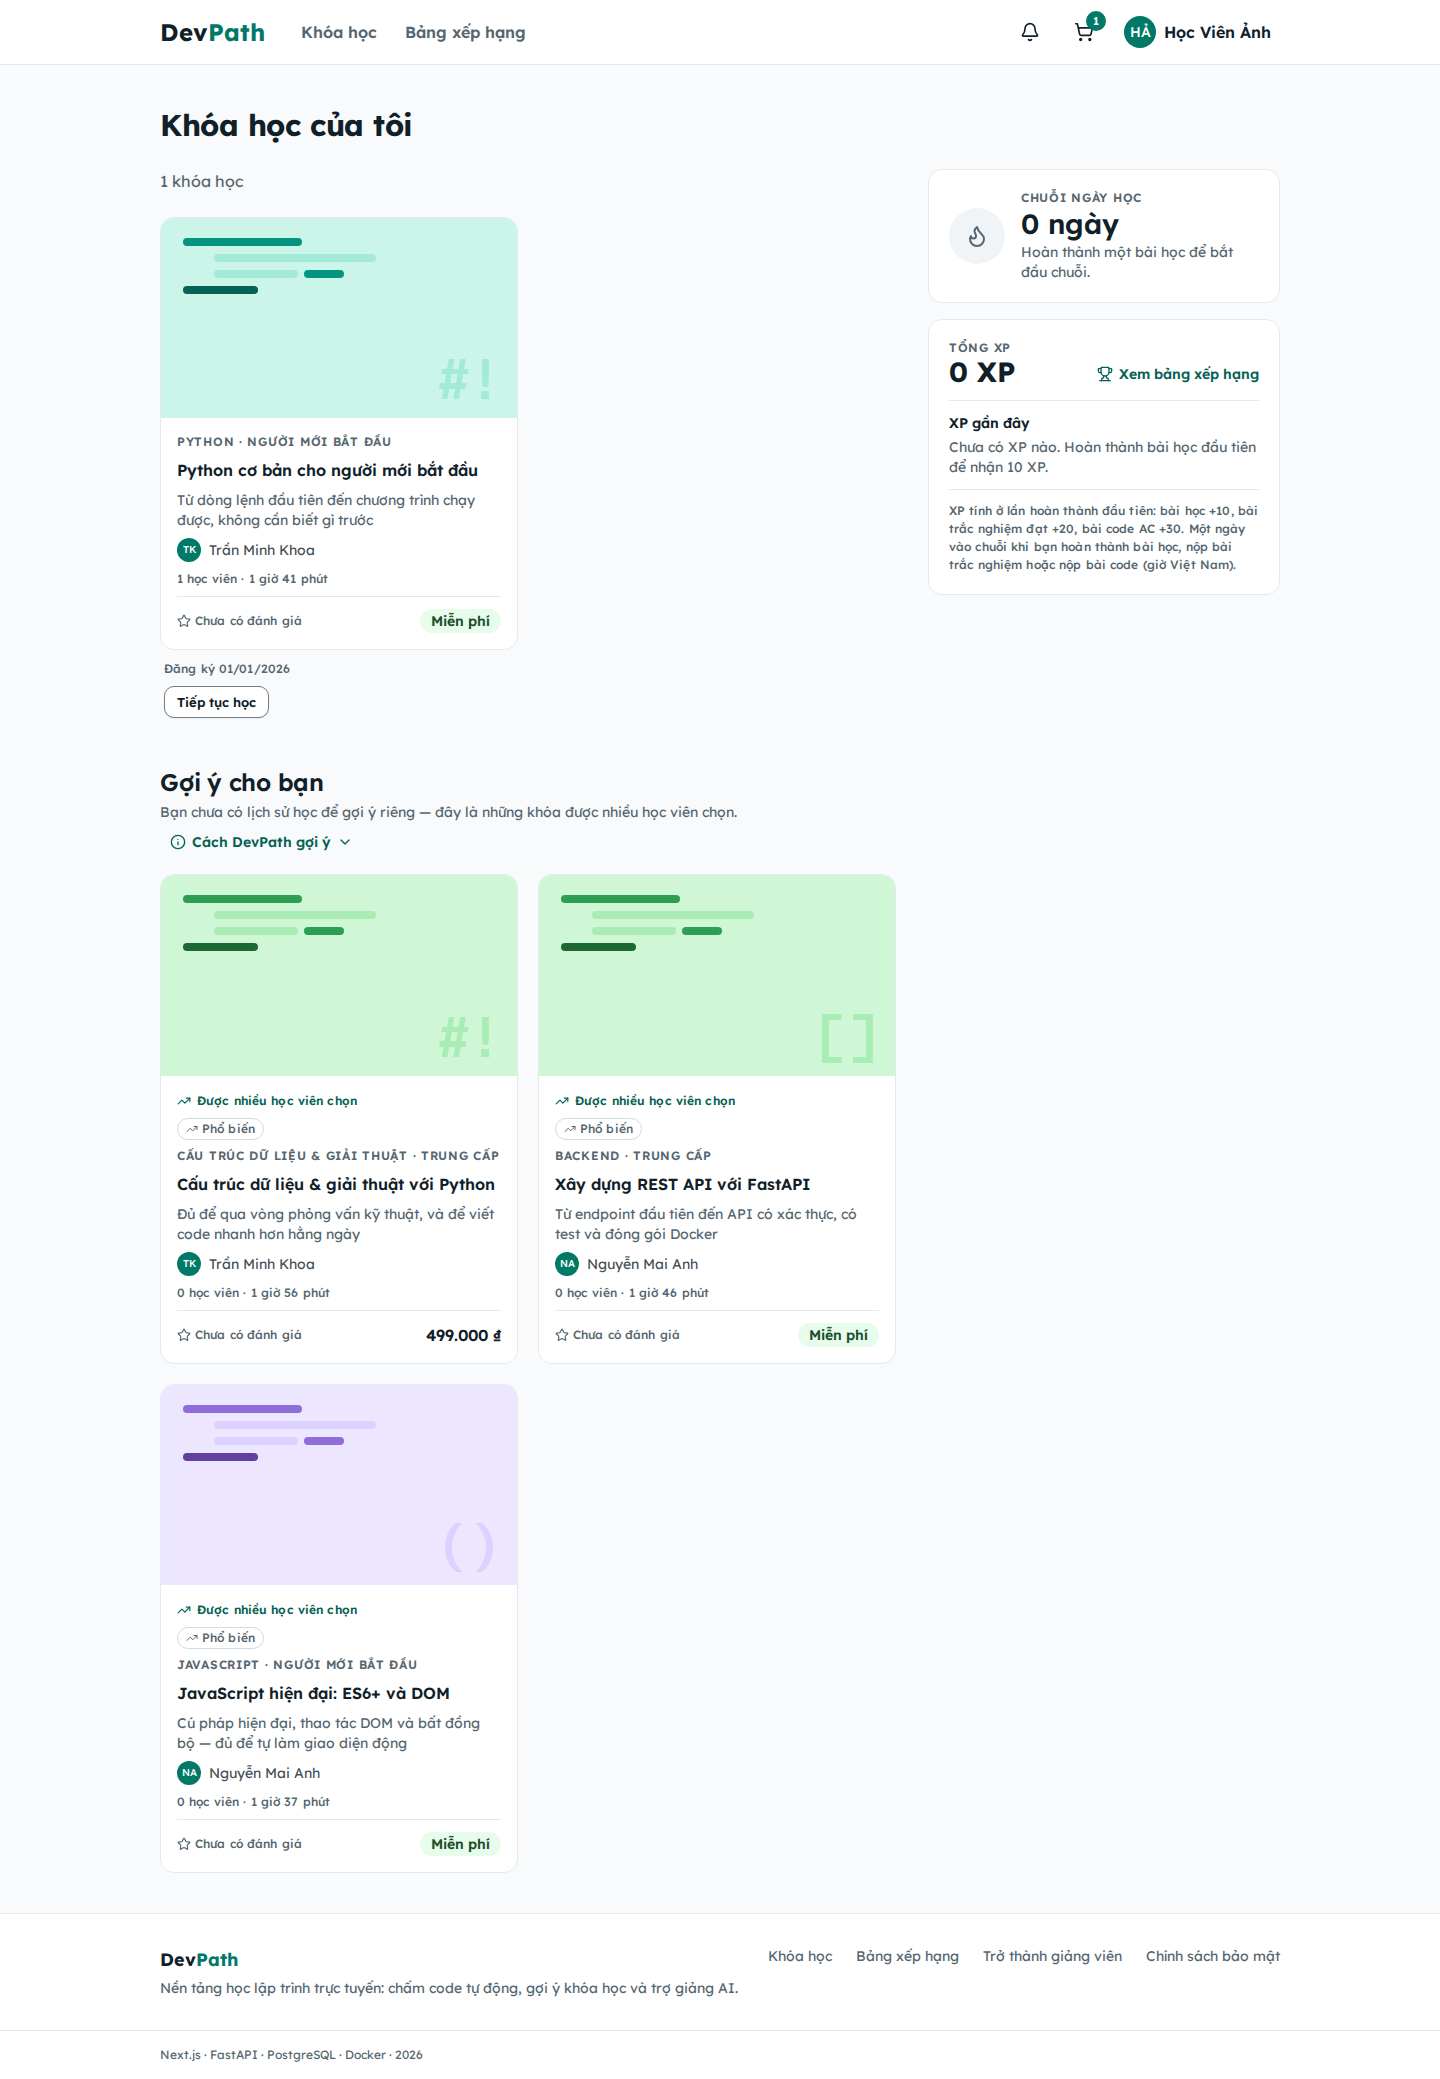 DevPath
Khóa học
Bảng xếp hạng
1
HẢ
Học Viên Ảnh
Khóa học của tôi
1 khóa học
#!
PYTHON · NGƯỜI MỚI BẮT ĐẦU
Python cơ bản cho người mới bắt đầu
Từ dòng lệnh đầu tiên đến chương trình chạy
được, không cần biết gì trước
TK
Trần Minh Khoa
1 học viên · 1 giờ 41 phút
Chưa có đánh giá
Miễn phí
Đăng ký 01/01/2026
Tiếp tục học
CHUỖI NGÀY HỌC
0 ngày
Hoàn thành một bài học để bắt
đầu chuỗi.
TỔNG XP
0 XP
Xem bảng xếp hạng
XP gần đây
Chưa có XP nào. Hoàn thành bài học đầu tiên
để nhận 10 XP.
XP tính ở lần hoàn thành đầu tiên: bài học +10, bài
trắc nghiệm đạt +20, bài code AC +30. Một ngày
vào chuỗi khi bạn hoàn thành bài học, nộp bài
trắc nghiệm hoặc nộp bài code (giờ Việt Nam).
Gợi ý cho bạn
Bạn chưa có lịch sử học để gợi ý riêng — đây là những khóa được nhiều học viên chọn.
Cách DevPath gợi ý
#!
Được nhiều học viên chọn
Phổ biến
CẤU TRÚC DỮ LIỆU & GIẢI THUẬT · TRUNG CẤP
Cấu trúc dữ liệu & giải thuật với Python
Đủ để qua vòng phỏng vấn kỹ thuật, và để viết
code nhanh hơn hằng ngày
TK
Trần Minh Khoa
0 học viên · 1 giờ 56 phút
Chưa có đánh giá
499.000 ₫
[]
Được nhiều học viên chọn
Phổ biến
BACKEND · TRUNG CẤP
Xây dựng REST API với FastAPI
Từ endpoint đầu tiên đến API có xác thực, có
test và đóng gói Docker
NA
Nguyễn Mai Anh
0 học viên · 1 giờ 46 phút
Chưa có đánh giá
Miễn phí
()
Được nhiều học viên chọn
Phổ biến
JAVASCRIPT · NGƯỜI MỚI BẮT ĐẦU
JavaScript hiện đại: ES6+ và DOM
Cú pháp hiện đại, thao tác DOM và bất đồng
bộ — đủ để tự làm giao diện động
NA
Nguyễn Mai Anh
0 học viên · 1 giờ 37 phút
Chưa có đánh giá
Miễn phí
DevPath
Nền tảng học lập trình trực tuyến: chấm code tự động, gợi ý khóa học và trợ giảng AI.
Khóa học
Bảng xếp hạng
Trở thành giảng viên
Chính sách bảo mật
Next.js · FastAPI · PostgreSQL · Docker · 2026